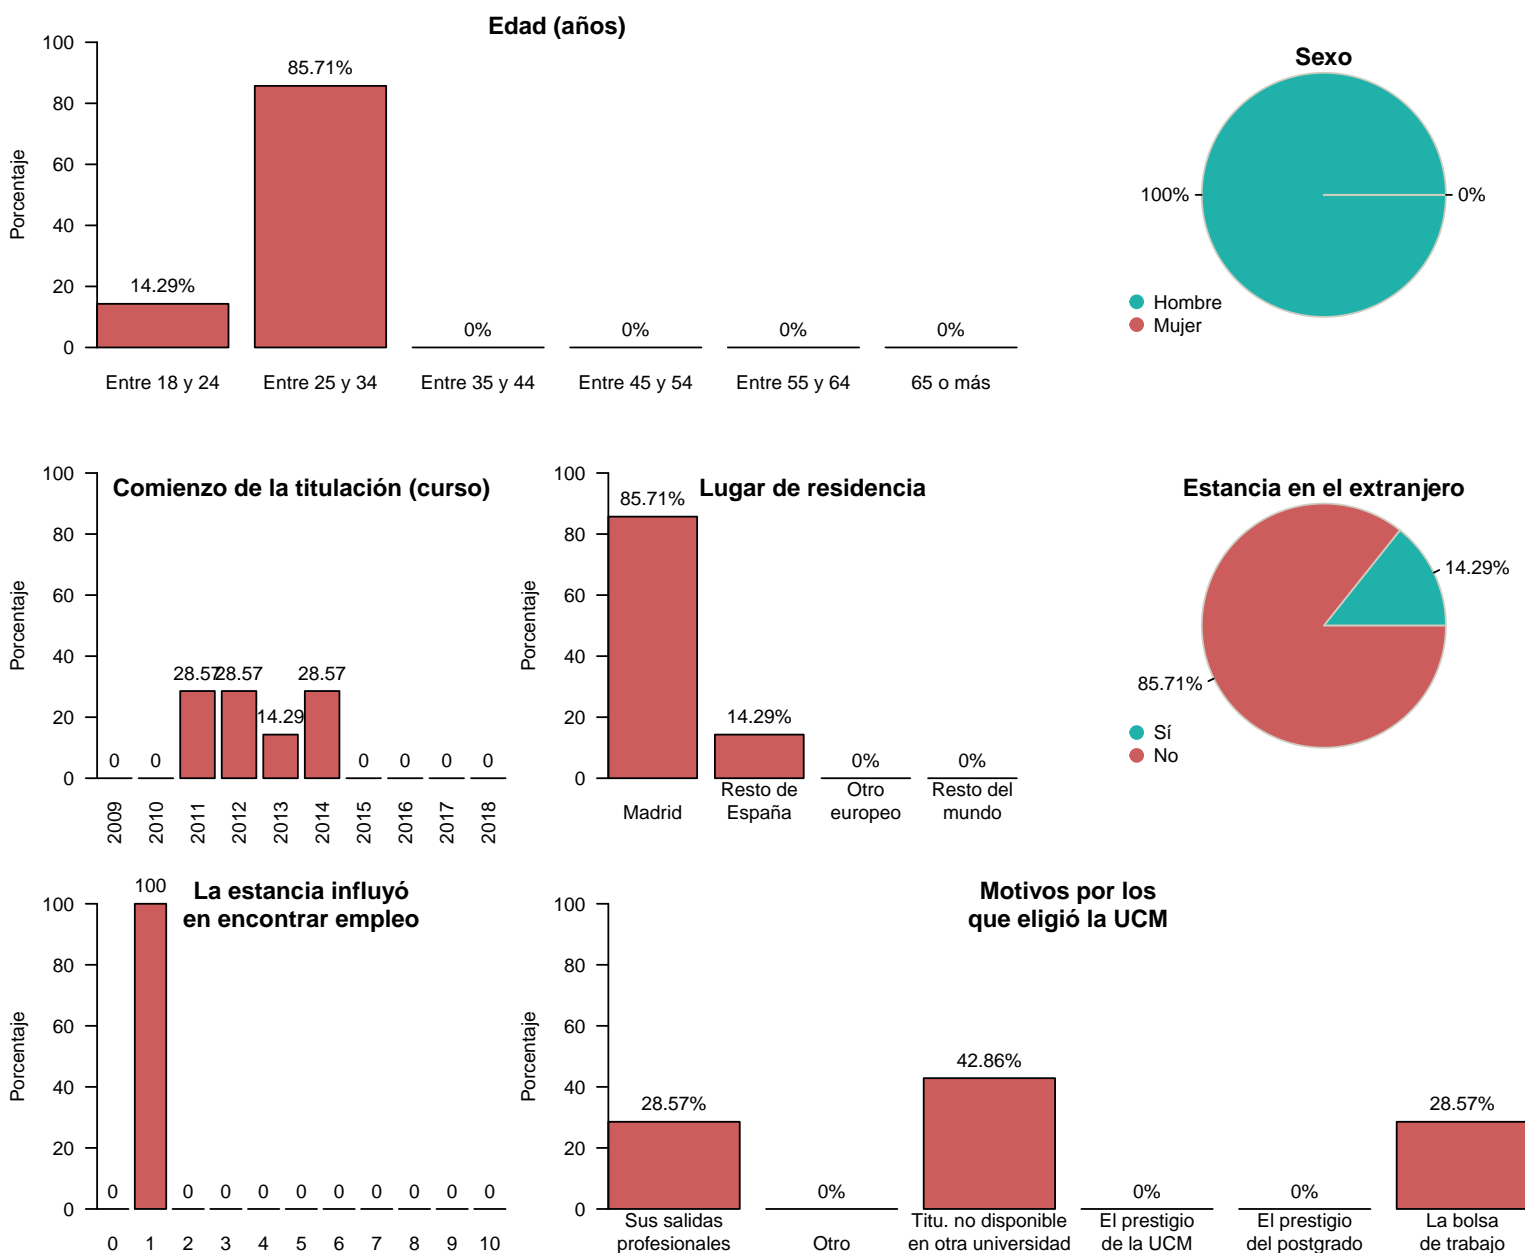 Edad (años)
Porcentaje
100
80
60
40
20
0
14.29%
85.71%
0%
0%
0%
0%
Entre 18 y 24
Entre 25 y 34
Entre 35 y 44
Entre 45 y 54
Entre 55 y 64
65 o más
Sexo
100%
0%
Hombre
Mujer
Comienzo de la titulación (curso)
Porcentaje
100
80
60
40
20
0
0
0
28.57
28.57
14.29
28.57
0
0
0
0
2009
2010
2011
2012
2013
2014
2015
2016
2017
2018
Lugar de residencia
Porcentaje
100
80
60
40
20
0
85.71%
14.29%
0%
0%
Madrid
Resto de
España
Otro
europeo
Resto del
mundo
Estancia en el extranjero
14.29%
85.71%
Sí
No
La estancia influyó
en encontrar empleo
Porcentaje
100
80
60
40
20
0
0
100
0
0
0
0
0
0
0
0
0
0
1
2
3
4
5
6
7
8
9
10
Motivos por los
que eligió la UCM
Porcentaje
100
80
60
40
20
0
28.57%
0%
42.86%
0%
0%
28.57%
Sus salidas
profesionales
Otro
Titu. no disponible
en otra universidad
El prestigio
de la UCM
El prestigio
del postgrado
La bolsa
de trabajo